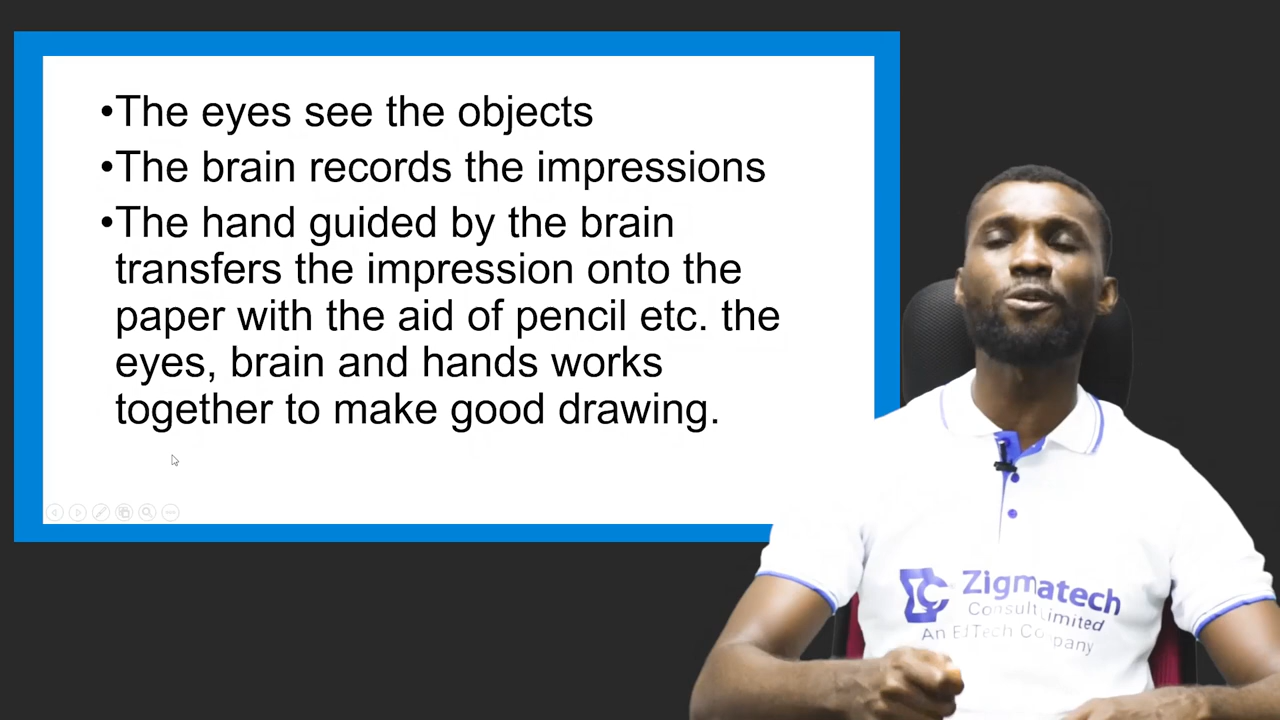 •The eyes see the objects
•The brain records the impressions
•The hand guided by the brain
transfers the impression onto the
paper with the aid of pencil etc. the
eyes, brain and hands works
together to make good drawing.
Zigmatech
Consult Limited
An EdTech Company